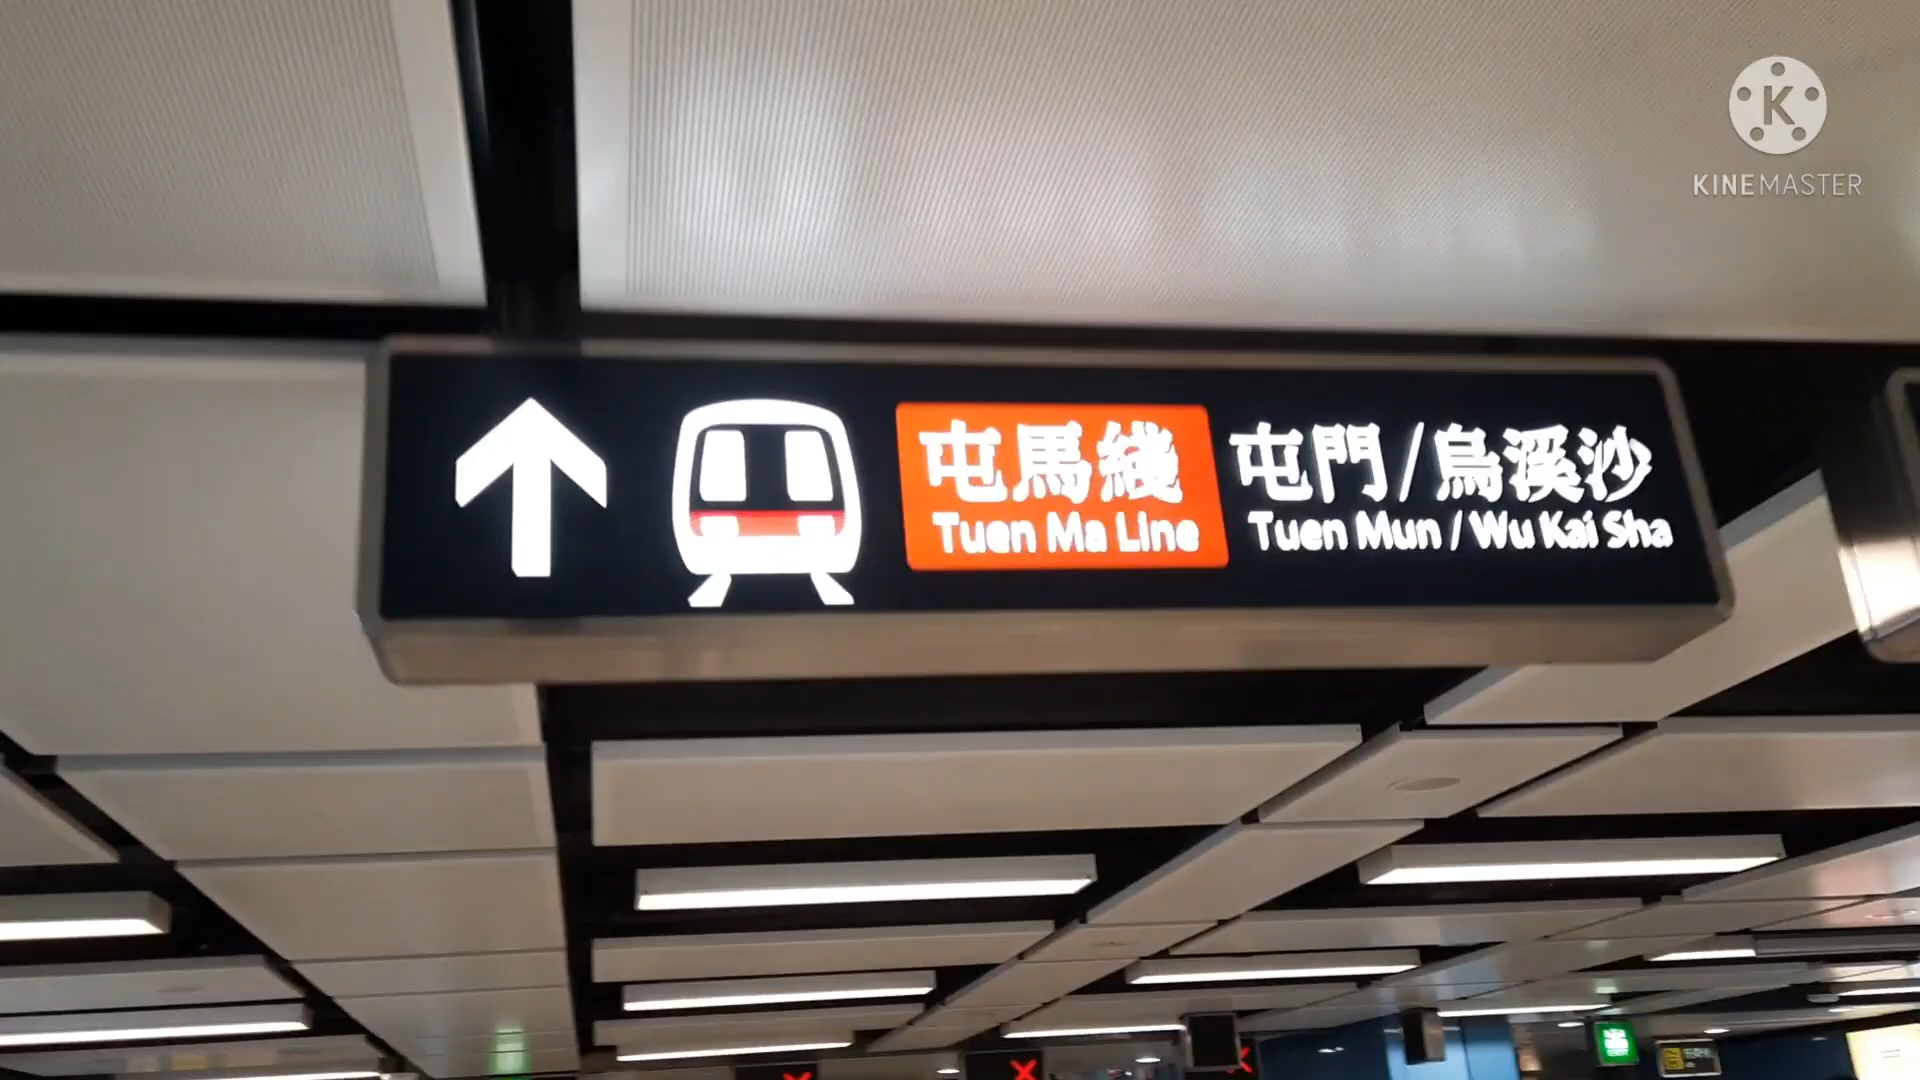 K
KINEMASTER
屯馬綫 屯門/烏溪沙
Tuen Ma Line Tuen Mun / Wu Kai Sha